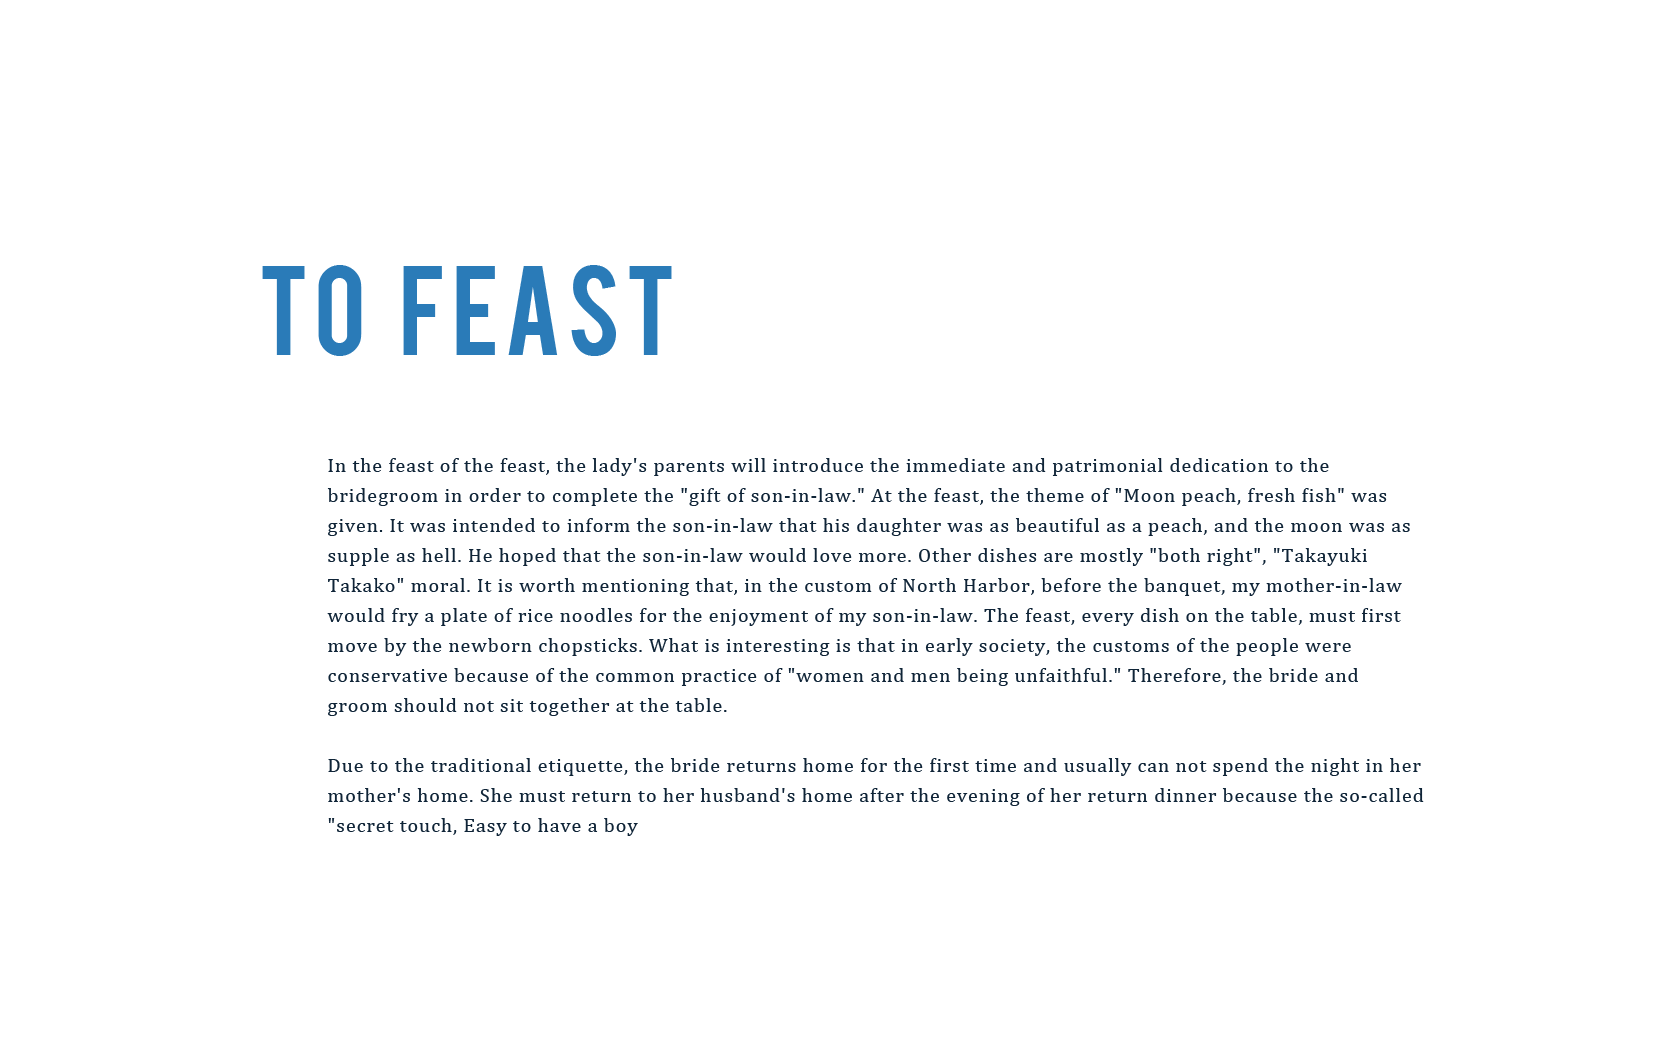 TO FEAST
In the feast of the feast, the lady's parents will introduce the immediate and patrimonial dedication to the
bridegroom in order to complete the "gift of son-in-law." At the feast, the theme of "Moon peach, fresh fish" was
given. It was intended to inform the son-in-law that his daughter was as beautiful as a peach, and the moon was as
supple as hell. He hoped that the son-in-law would love more. Other dishes are mostly "both right", "Takayuki
Takako" moral. It is worth mentioning that, in the custom of North Harbor, before the banquet, my mother-in-law
would fry a plate of rice noodles for the enjoyment of my son-in-law. The feast, every dish on the table, must first
move by the newborn chopsticks. What is interesting is that in early society, the customs of the people were
conservative because of the common practice of "women and men being unfaithful." Therefore, the bride and
groom should not sit together at the table.
Due to the traditional etiquette, the bride returns home for the first time and usually can not spend the night in her
mother's home. She must return to her husband's home after the evening of her return dinner because the so-called
"secret touch, Easy to have a boy